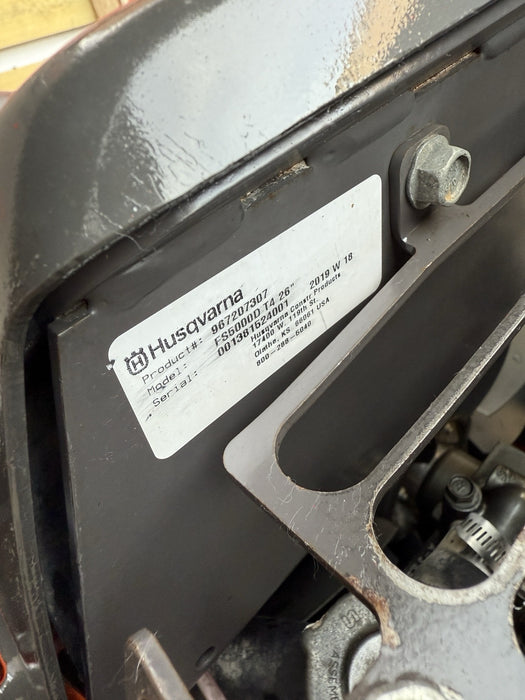 Husqvarna
Product#: 967207307
Model: FS5000D T4 26" 2019 W 18
Serial: 001381524001
Husqvarna Constr Products
17400 W. 119th St.
Olathe, KS. 66061 USA
800-288-5040